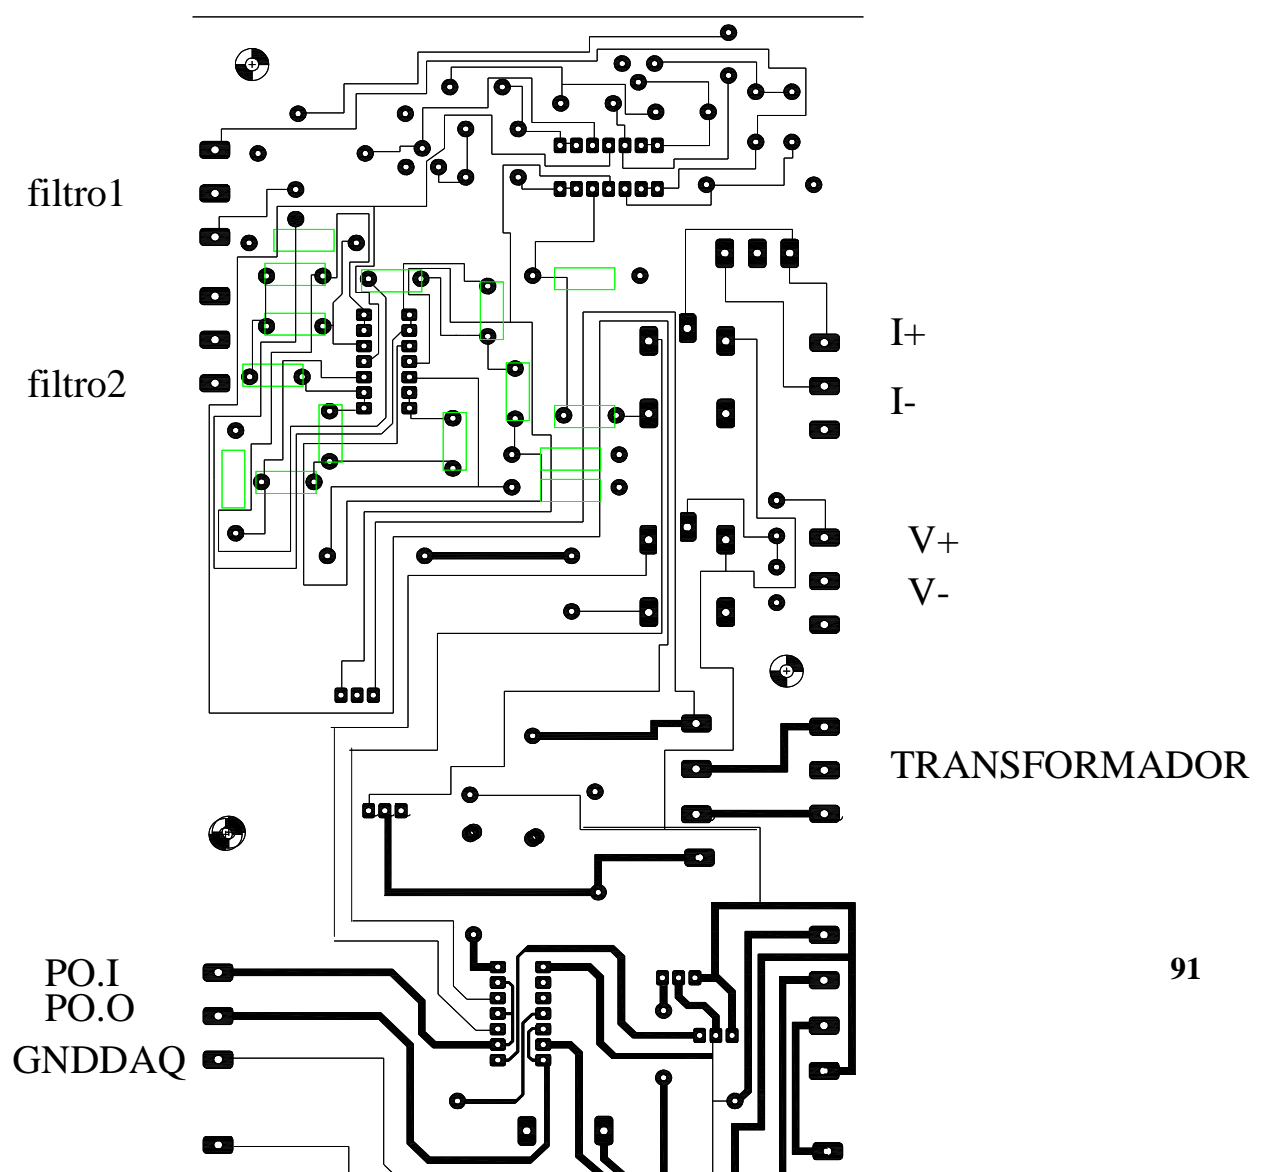 filtro1
I+
filtro2
I-
V+
V-
TRANSFORMADOR
PO.I
91
PO.O
GNDDAQ